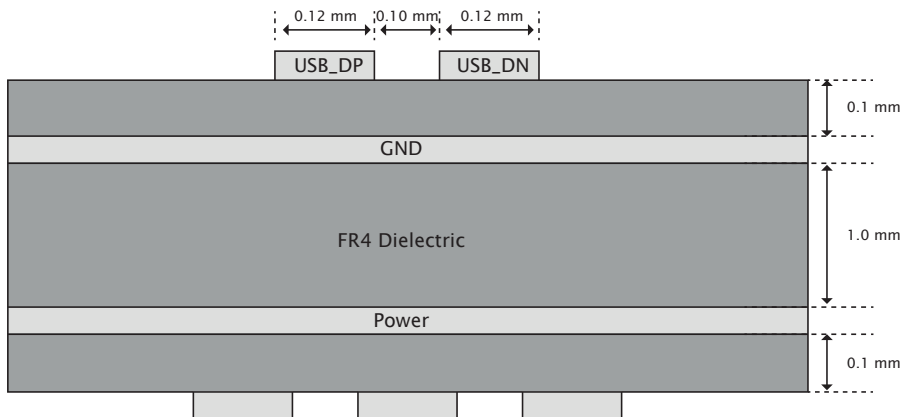 0.12 mm 0.10 mm 0.12 mm
USB_DP USB_DN
0.1 mm
GND
FR4 Dielectric
1.0 mm
Power
0.1 mm